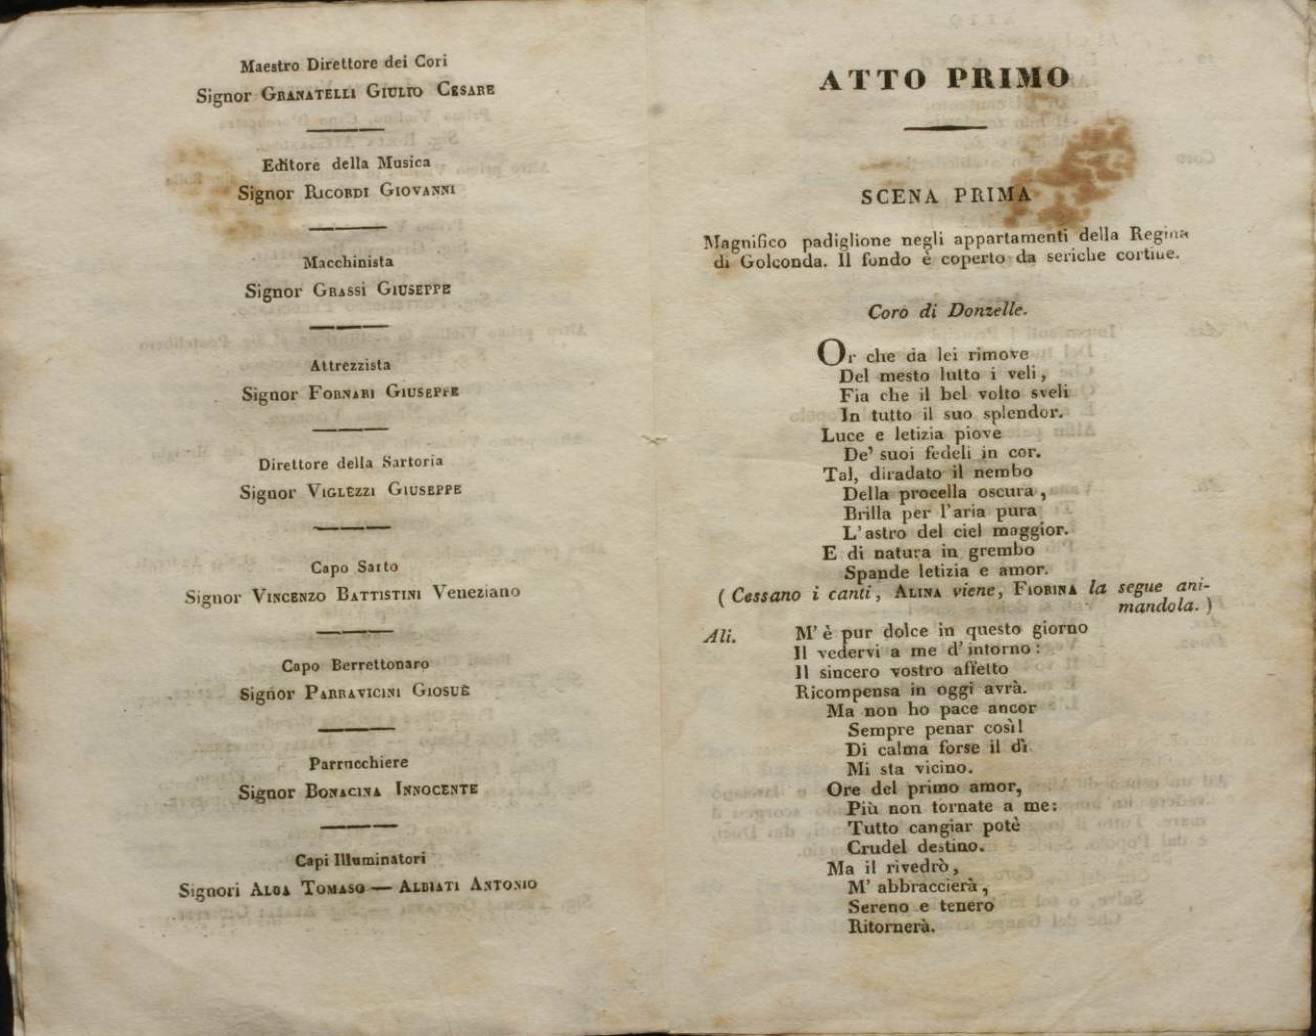 Maestro Direttore dei Cori
Signor GRANATELLI GIULIO CESARE
Editore della Musica
Signor RICORDI GIOVANNI
Macchinista
Signor GRASSI GIUSEPPE
Attrezzista
Signor FORNARI GIUSEPPE
Direttore della Sartoria
Signor VIGLEZZI GIUSEPPE
Capo Sarto
Signor VINCENZO BATTISTINI Veneziano
Capo Berrettonaro
Signor PARRAVICINI GIOSUÈ
Parrucchiere
Signor BONACINA INNOCENTE
Capi Illuminatori
Signori ALBA TOMASO — ALBIATI ANTONIO
ATTO PRIMO
SCENA PRIMA
Magnifico padiglione negli appartamenti della Regina
di Golconda. Il fondo è coperto da seriche cortine.
Coro di Donzelle.
Or che da lei rimove
Del mesto lutto i veli,
Fia che il bel volto sveli
In tutto il suo splendor.
Luce e letizia piove
De' suoi fedeli in cor.
Tal, diradato il nembo
Della procella oscura,
Brilla per l'aria pura
L'astro del ciel maggior.
E di natura in grembo
Spande letizia e amor.
(Cessano i canti, ALINA viene, FIORINA la segue ani-
mandola.)
Ali. M'è pur dolce in questo giorno
Il vedervi a me d'intorno:
Il sincero vostro affetto
Ricompensa in oggi avrà.
Ma non ho pace ancor
Sempre penar così!
Di calma forse il dì
Mi sta vicino.
Ore del primo amor,
Più non tornate a me:
Tutto cangiar potè
Crudel destino.
Ma il rivedrò,
M'abbraccierà,
Sereno e tenero
Ritornerà.